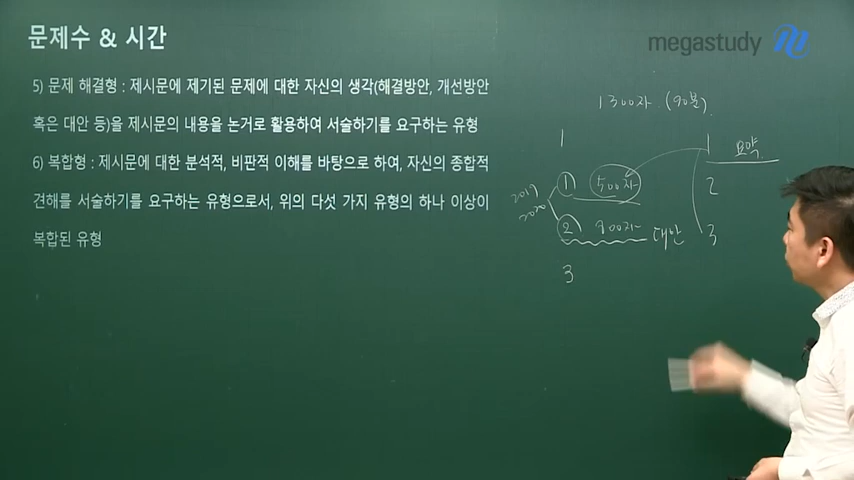 문제수 & 시간
megastudy
5) 문제 해결형 : 제시문에 제기된 문제에 대한 자신의 생각(해결방안, 개선방안
혹은 대안 등)을 제시문의 내용을 논거로 활용하여 서술하기를 요구하는 유형
6) 복합형 : 제시문에 대한 분석적, 비판적 이해를 바탕으로 하여, 자신의 종합적
견해를 서술하기를 요구하는 유형으로서, 위의 다섯 가지 유형의 하나 이상이
복합된 유형
1300자 (90분)
1
1 500자
2019
2020
2 800자 대안
3
1 요약
2
3